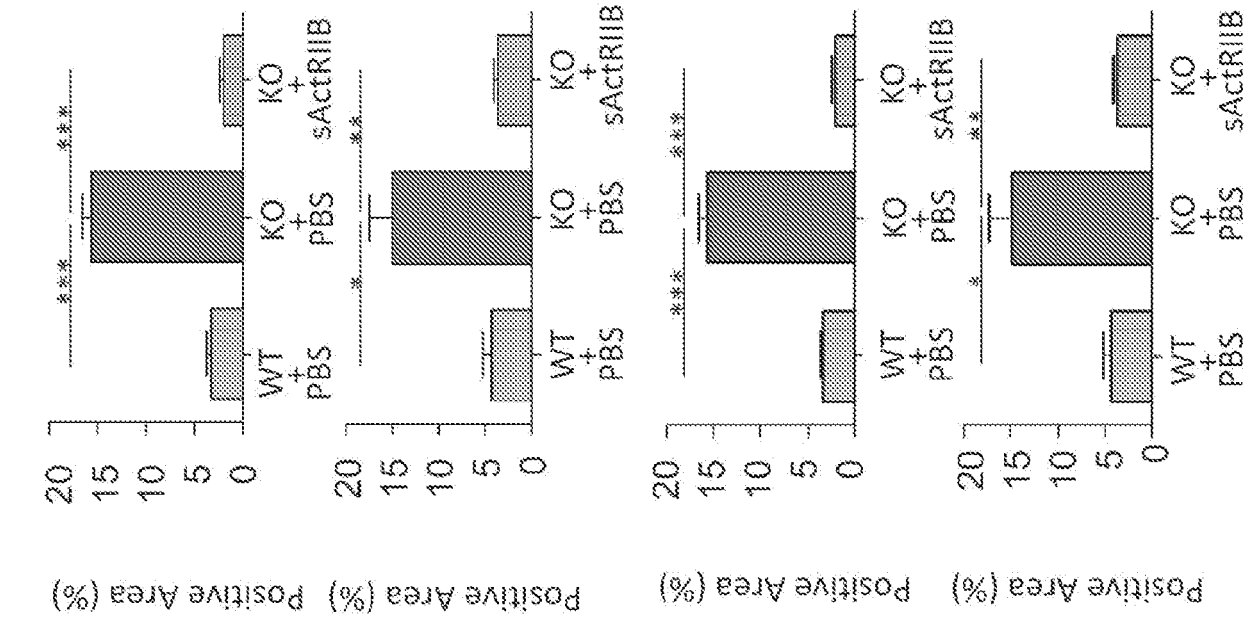 Positive Area (%)
20
15
10
5
0
*** ***
WT KO KO
+ + +
PBS PBS sActRIIB
Positive Area (%)
20
15
10
5
0
* **
WT KO KO
+ + +
PBS PBS sActRIIB
Positive Area (%)
20
15
10
5
0
*** ***
WT KO KO
+ + +
PBS PBS sActRIIB
Positive Area (%)
20
15
10
5
0
* **
WT KO KO
+ + +
PBS PBS sActRIIB